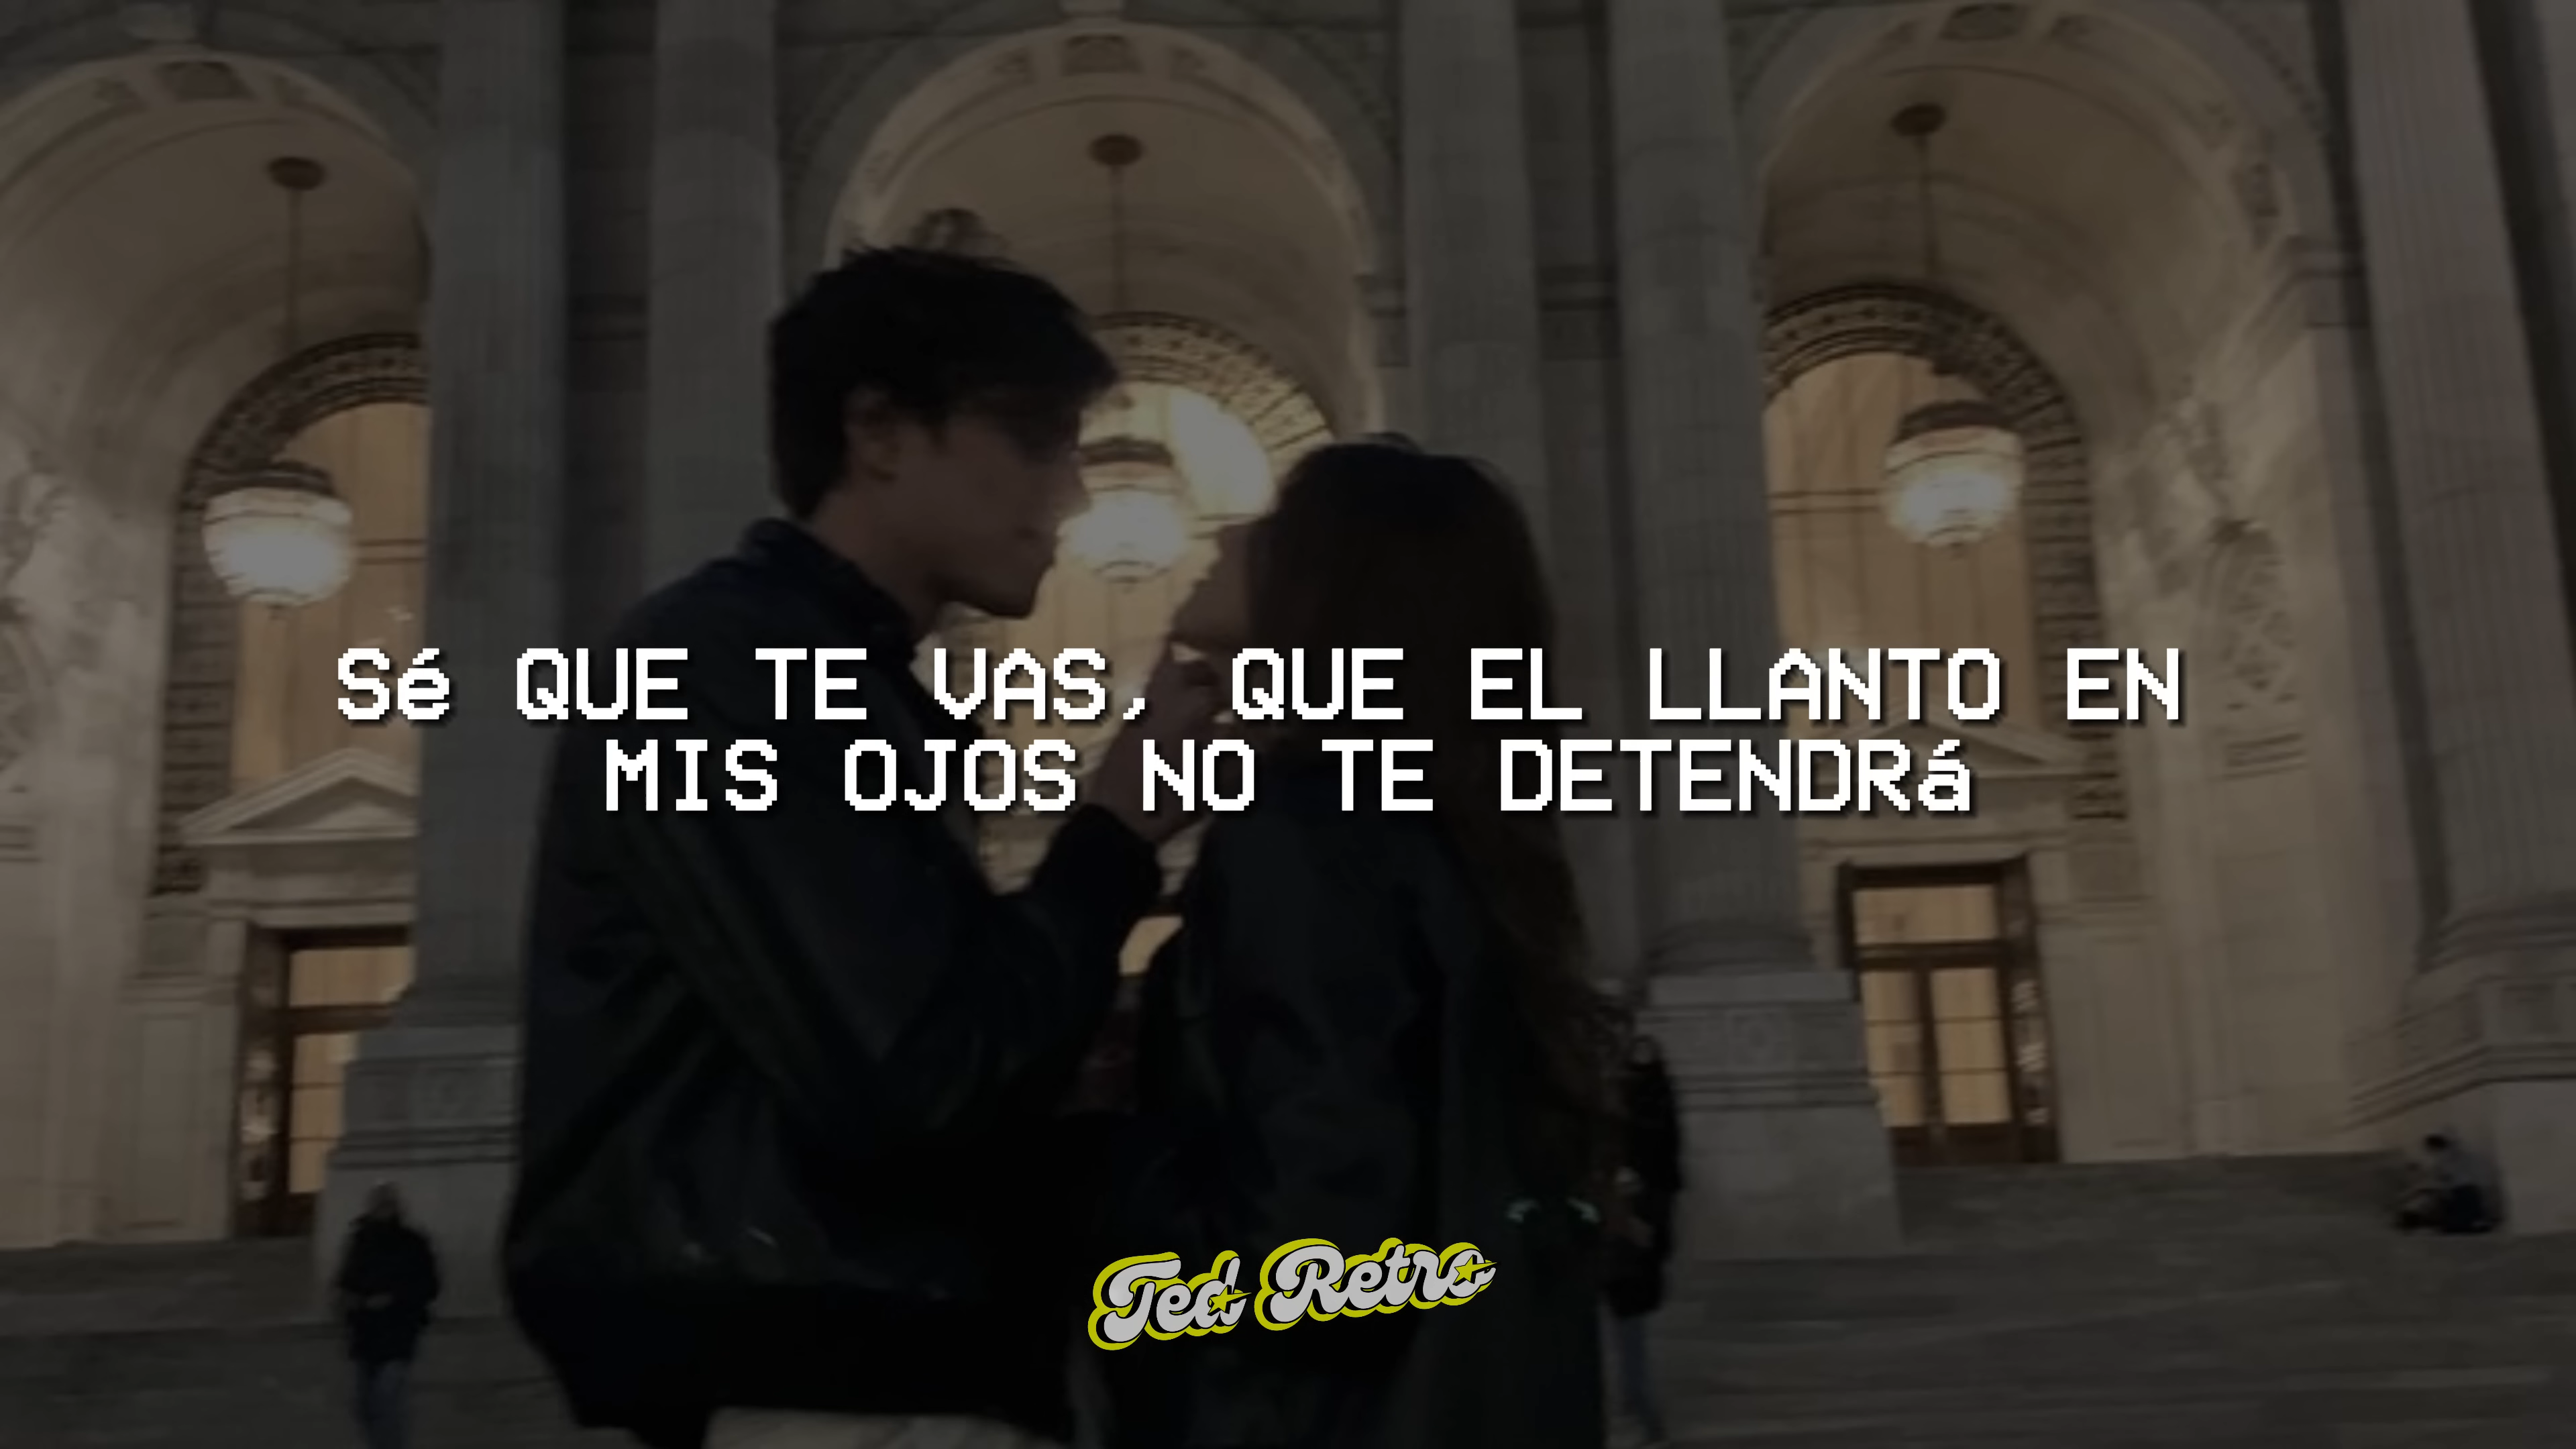 Sé QUE TE VAS, QUE EL LLANTO EN
MIS OJOS NO TE DETENDRá
Ted Retro